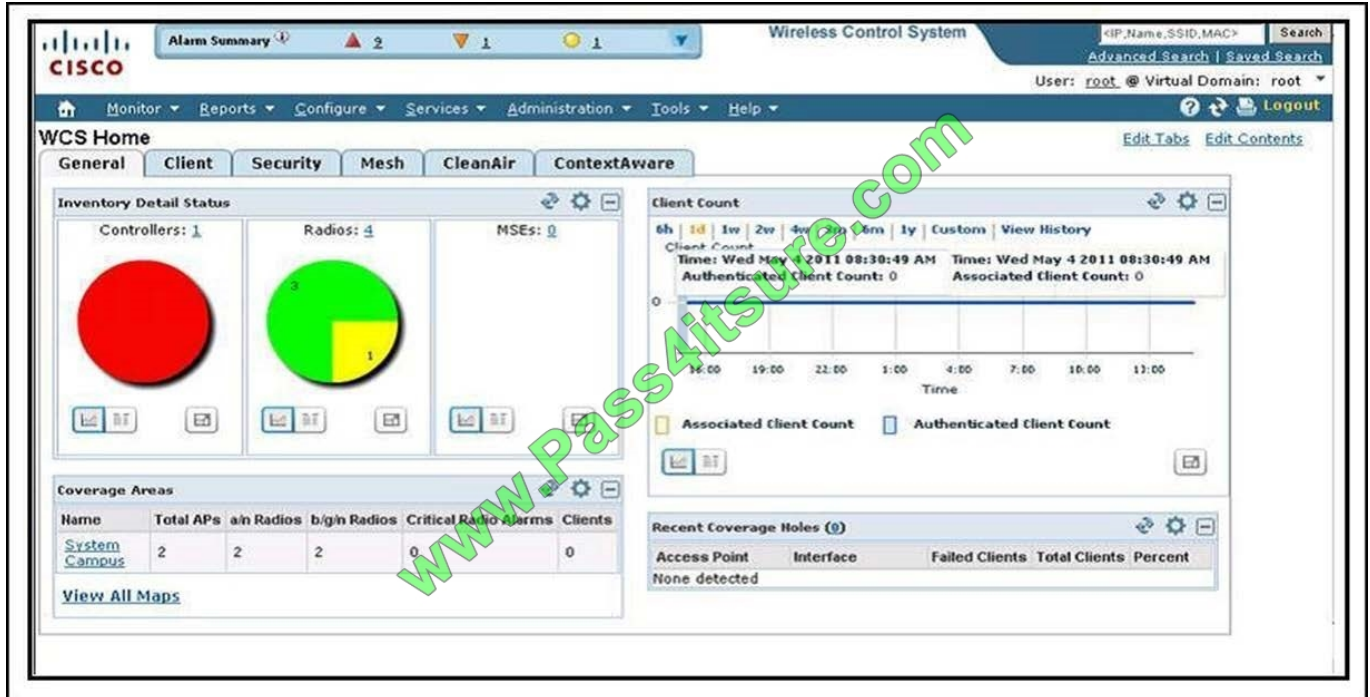 CISCO
Alarm Summary 2 1 1
Wireless Control System
<IP,Name,SSID,MAC> Search
Advanced Search | Saved Search
User: root @ Virtual Domain: root
Monitor Reports Configure Services Administration Tools Help
? Logout
WCS Home
Edit Tabs Edit Contents
General Client Security Mesh CleanAir ContextAware
Inventory Detail Status
Controllers: 1
Radios: 4
3
1
MSEs: 0
Client Count
6h | 1d | 1w | 2w | 4w | 3m | 6m | 1y | Custom | View History
Client Count
Time: Wed May 4 2011 08:30:49 AM Time: Wed May 4 2011 08:30:49 AM
Authenticated Client Count: 0 Associated Client Count: 0
0
16:00 19:00 22:00 1:00 4:00 7:00 10:00 13:00
Time
Associated Client Count Authenticated Client Count
Coverage Areas
Name Total APs a/n Radios b/g/n Radios Critical Radio Alarms Clients
System Campus 2 2 2 0 0
View All Maps
Recent Coverage Holes (0)
Access Point Interface Failed Clients Total Clients Percent
None detected
www.Pass4itsure.com